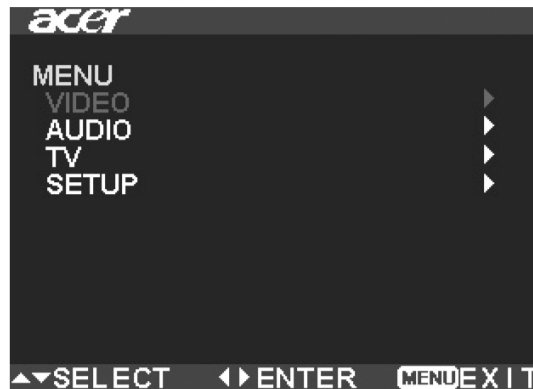 acer
MENU
VIDEO
AUDIO
TV
SETUP
SELECT ENTER MENU EXIT